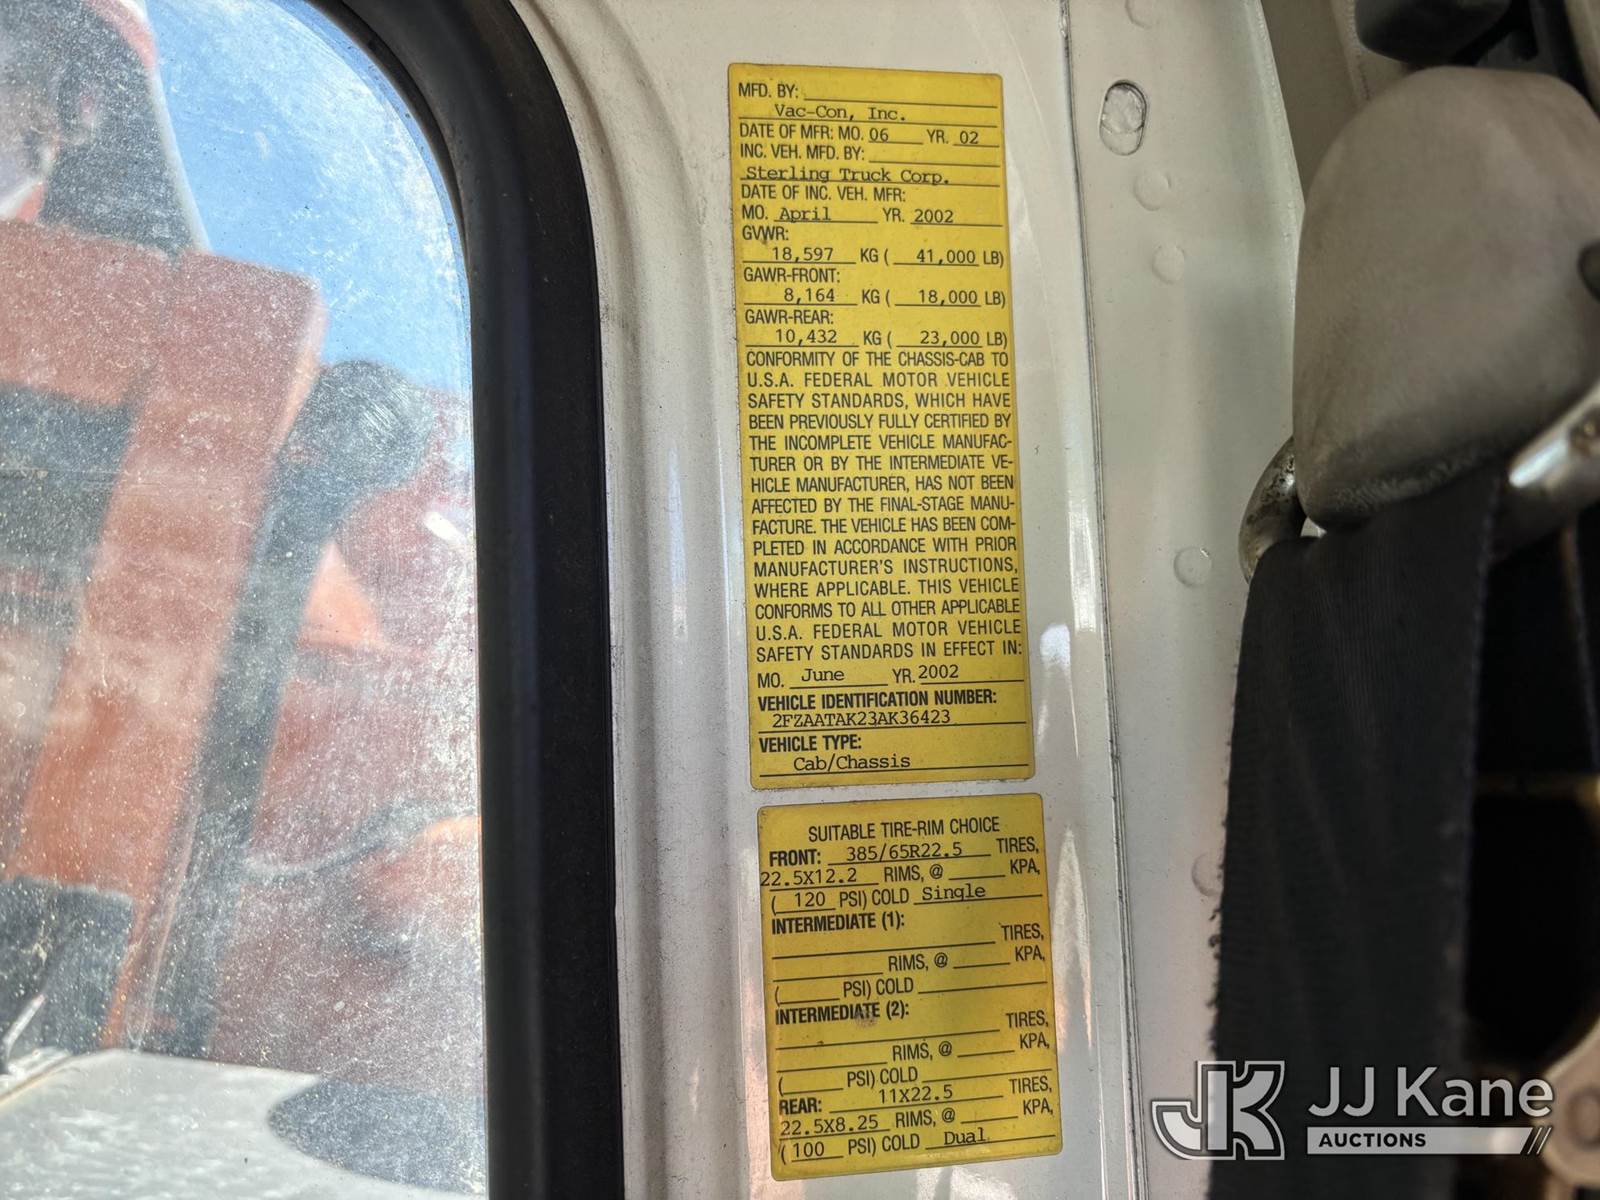 MFD. BY:
Vac-Con, Inc.
DATE OF MFR: MO. 06 YR. 02
INC. VEH. MFD. BY:
Sterling Truck Corp.
DATE OF INC. VEH. MFR:
MO. April YR. 2002
GVWR:
18,597 KG ( 41,000 LB)
GAWR-FRONT:
8,164 KG ( 18,000 LB)
GAWR-REAR:
10,432 KG ( 23,000 LB)
CONFORMITY OF THE CHASSIS-CAB TO
U.S.A. FEDERAL MOTOR VEHICLE
SAFETY STANDARDS, WHICH HAVE
BEEN PREVIOUSLY FULLY CERTIFIED BY
THE INCOMPLETE VEHICLE MANUFAC-
TURER OR BY THE INTERMEDIATE VE-
HICLE MANUFACTURER, HAS NOT BEEN
AFFECTED BY THE FINAL-STAGE MANU-
FACTURE. THE VEHICLE HAS BEEN COM-
PLETED IN ACCORDANCE WITH PRIOR
MANUFACTURER'S INSTRUCTIONS,
WHERE APPLICABLE. THIS VEHICLE
CONFORMS TO ALL OTHER APPLICABLE
U.S.A. FEDERAL MOTOR VEHICLE
SAFETY STANDARDS IN EFFECT IN:
MO. June YR. 2002
VEHICLE IDENTIFICATION NUMBER:
2FZAATAK23AK36423
VEHICLE TYPE:
Cab/Chassis
SUITABLE TIRE-RIM CHOICE
FRONT: 385/65R22.5 TIRES,
22.5X12.2 RIMS, @ KPA,
( 120 PSI) COLD Single
INTERMEDIATE (1):
TIRES,
RIMS, @ KPA,
( PSI) COLD
INTERMEDIATE (2):
TIRES,
RIMS, @ KPA,
( PSI) COLD
REAR: 11X22.5 TIRES,
22.5X8.25 RIMS, @ KPA,
(100 PSI) COLD Dual
JK JJ Kane
AUCTIONS